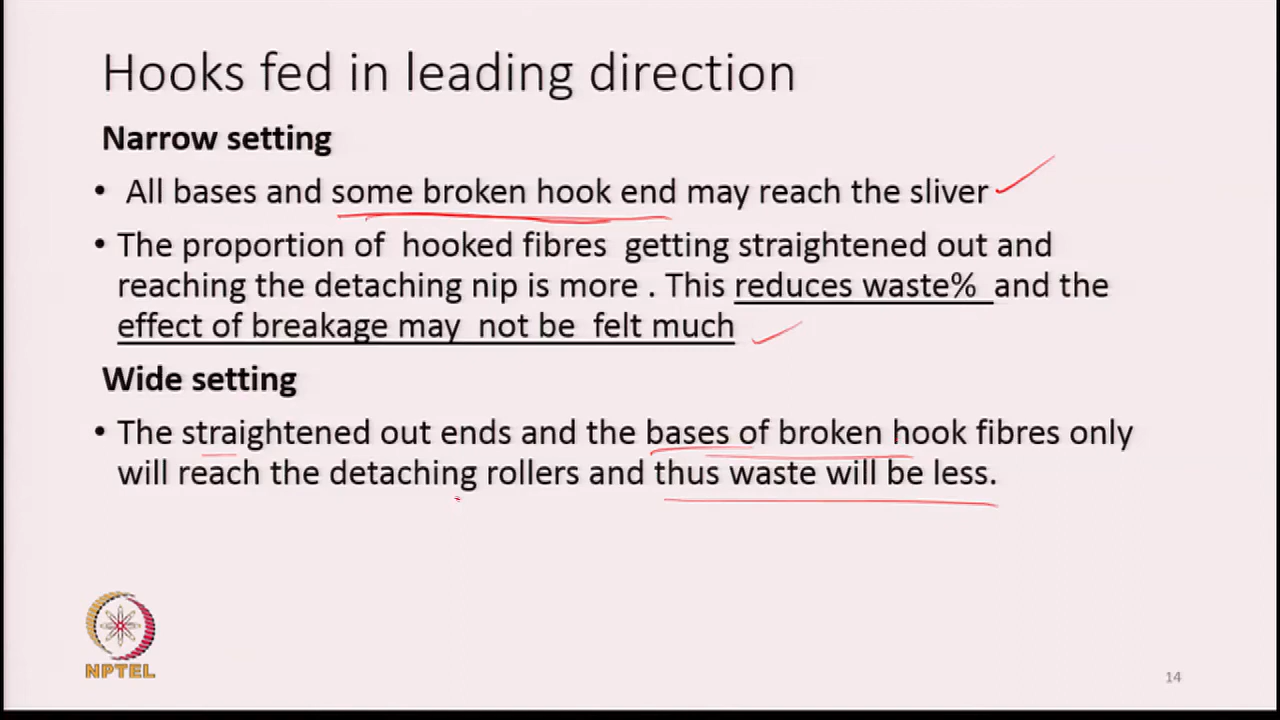 Hooks fed in leading direction
Narrow setting
• All bases and some broken hook end may reach the sliver
• The proportion of hooked fibres getting straightened out and
reaching the detaching nip is more . This reduces waste% and the
effect of breakage may not be felt much
Wide setting
• The straightened out ends and the bases of broken hook fibres only
will reach the detaching rollers and thus waste will be less.
NPTEL
14